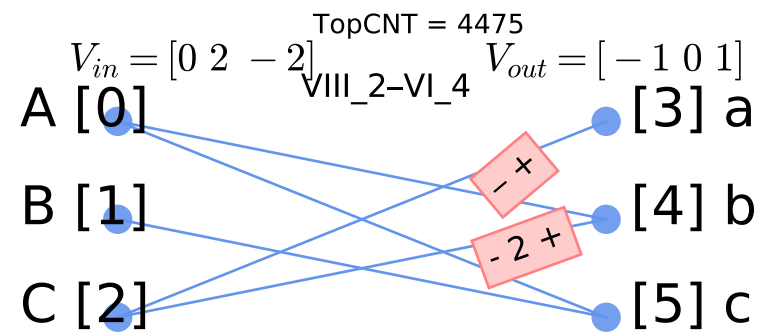 TopCNT = 4475
V_in = [0 2 − 2] V_out = [− 1 0 1]
VIII_2–VI_4
A [0] [3] a
– +
B [1] [4] b
- 2 +
C [2] [5] c